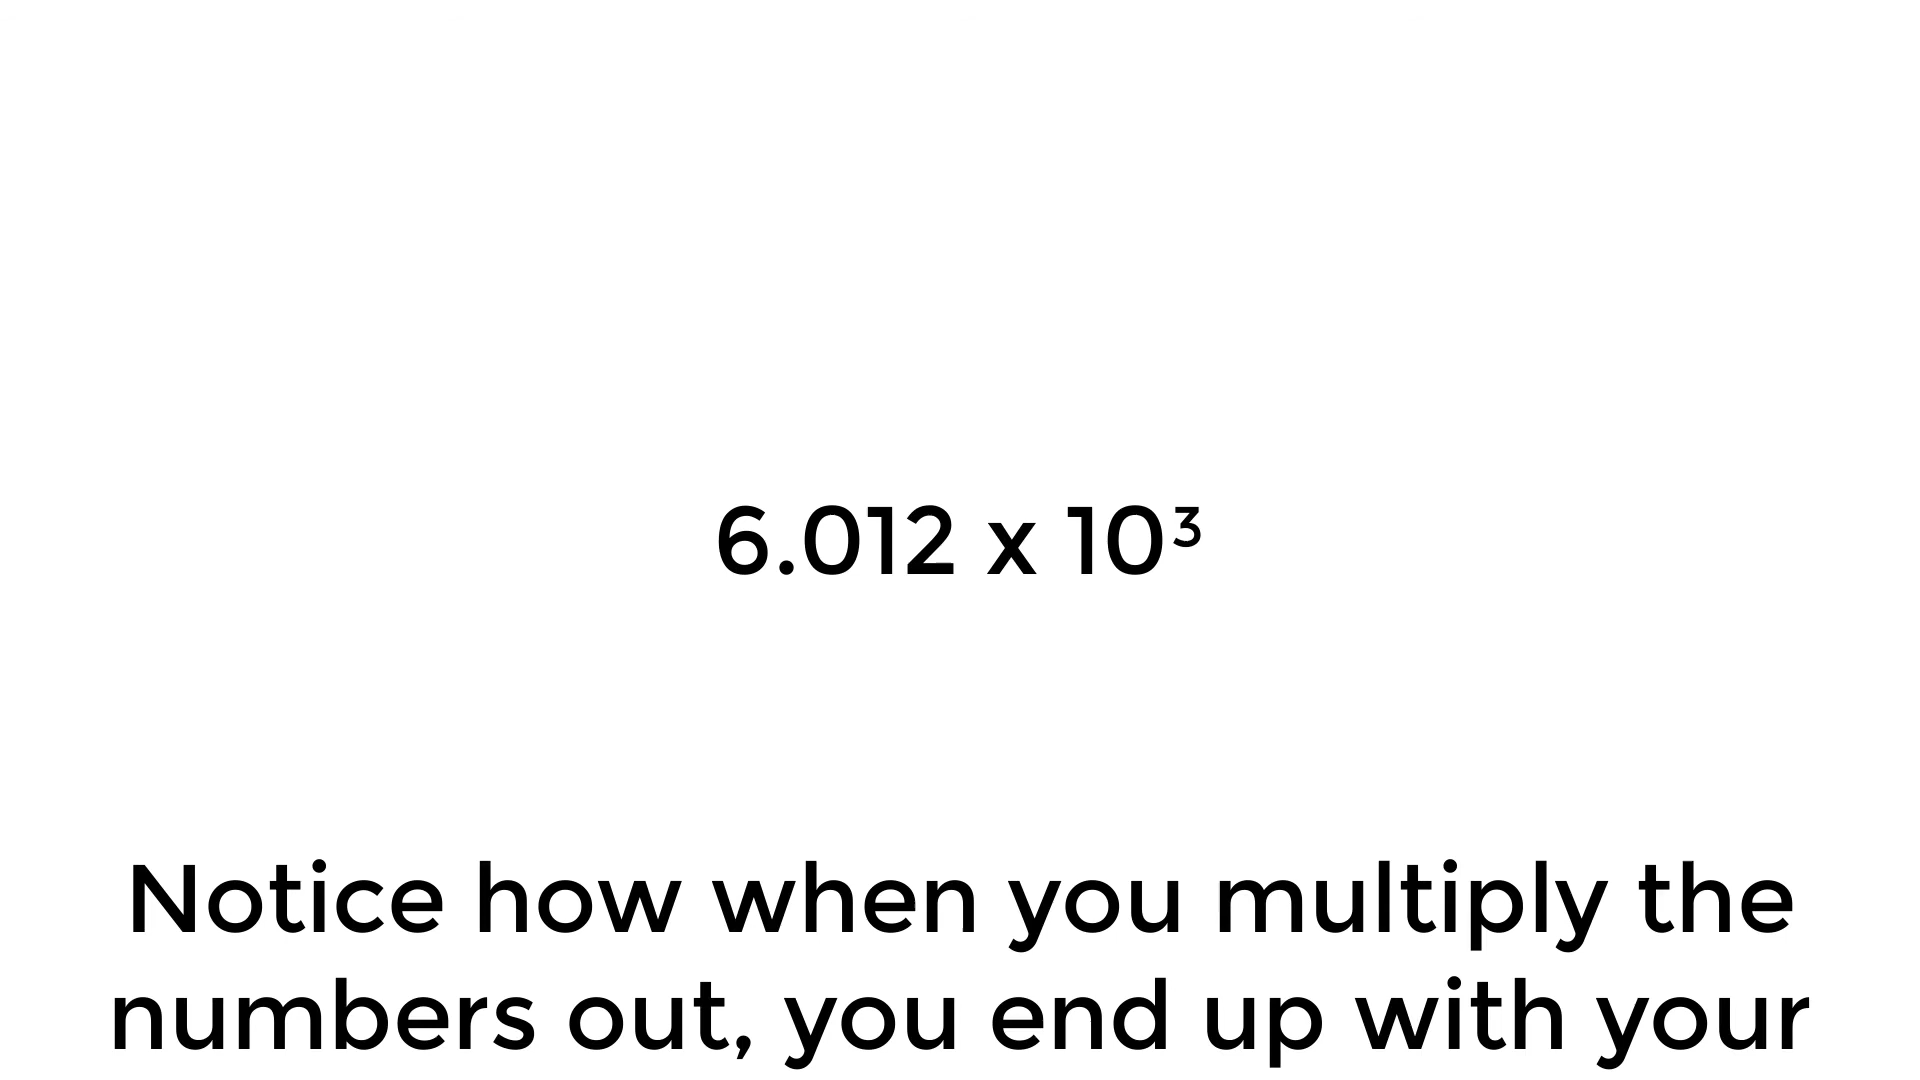 6.012 x 10³
Notice how when you multiply the
numbers out, you end up with your